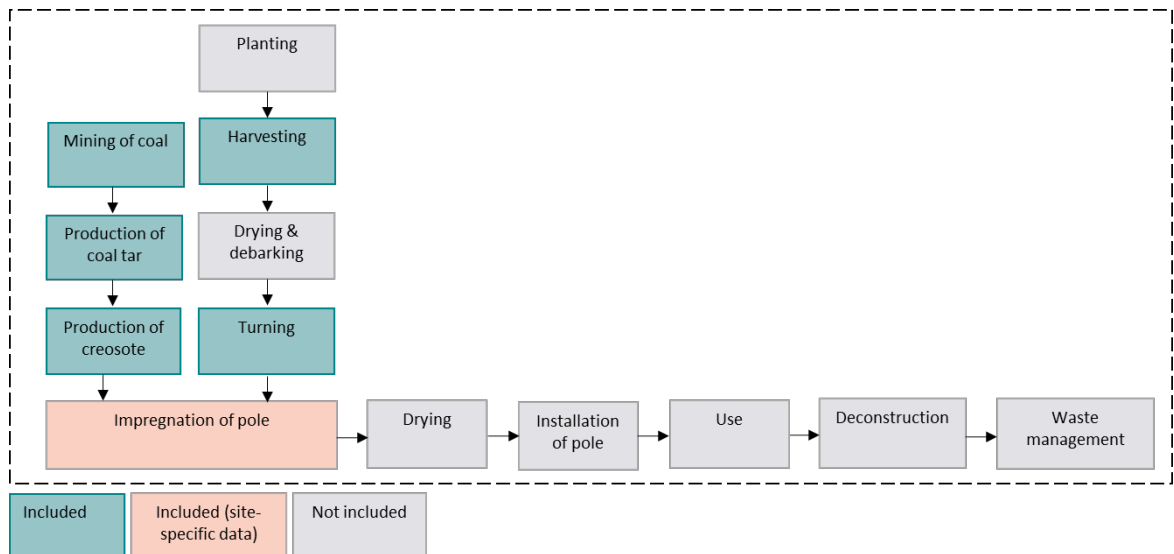 Planting
Mining of coal
Harvesting
Production of
coal tar
Drying &
debarking
Production of
creosote
Turning
Impregnation of pole
Drying
Installation
of pole
Use
Deconstruction
Waste
management
Included
Included (site-
specific data)
Not included